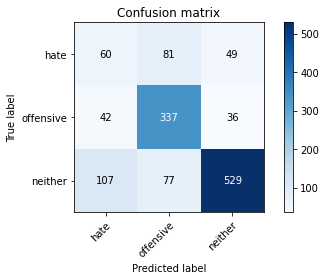 Confusion matrix
hate 60 81 49
offensive 42 337 36
neither 107 77 529
hate offensive neither
True label
Predicted label
500
400
300
200
100